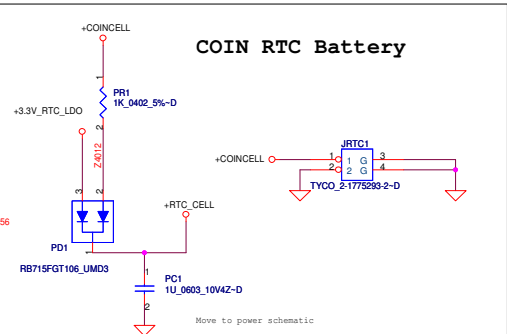 +COINCELL
COIN RTC Battery
1
PR1
1K_0402_5%~D
+3.3V_RTC_LDO
2
Z4012
JRTC1
+COINCELL
1 1 G 3
2 2 G 4
TYCO_2-1775293-2~D
3 2
+RTC_CELL
56
PD1
1
RB715FGT106_UMD3
1
PC1
1U_0603_10V4Z~D
2
Move to power schematic